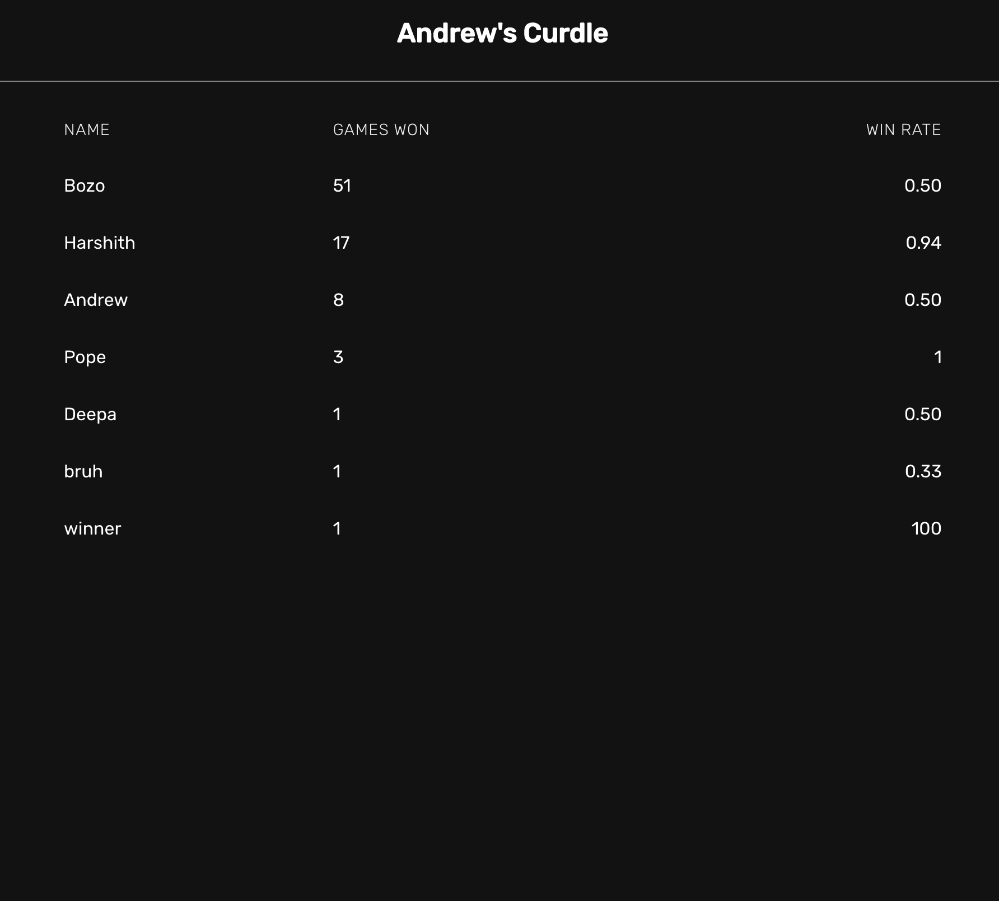 Andrew's Curdle
NAME GAMES WON WIN RATE
Bozo 51 0.50
Harshith 17 0.94
Andrew 8 0.50
Pope 3 1
Deepa 1 0.50
bruh 1 0.33
winner 1 100